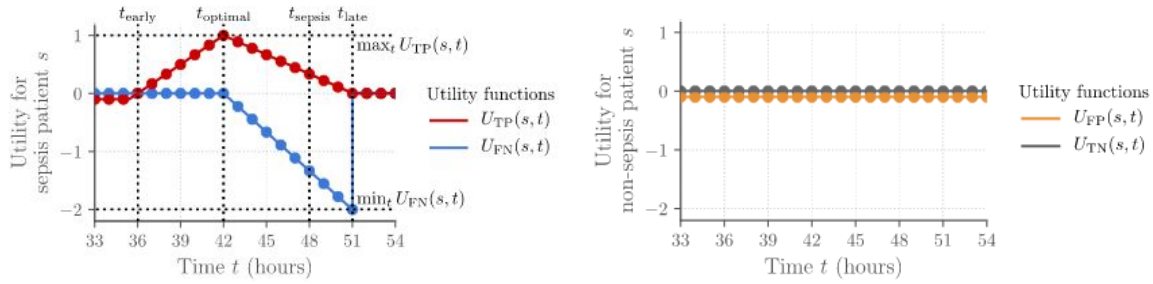 t_early t_optimal t_sepsis t_late
1
0
−1
−2
max_t U_TP(s, t)
min_t U_FN(s, t)
Utility for
sepsis patient s
33 36 39 42 45 48 51 54
Time t (hours)
Utility functions
U_TP(s, t)
U_FN(s, t)
1
0
−1
−2
Utility for
non-sepsis patient s
33 36 39 42 45 48 51 54
Time t (hours)
Utility functions
U_FP(s, t)
U_TN(s, t)